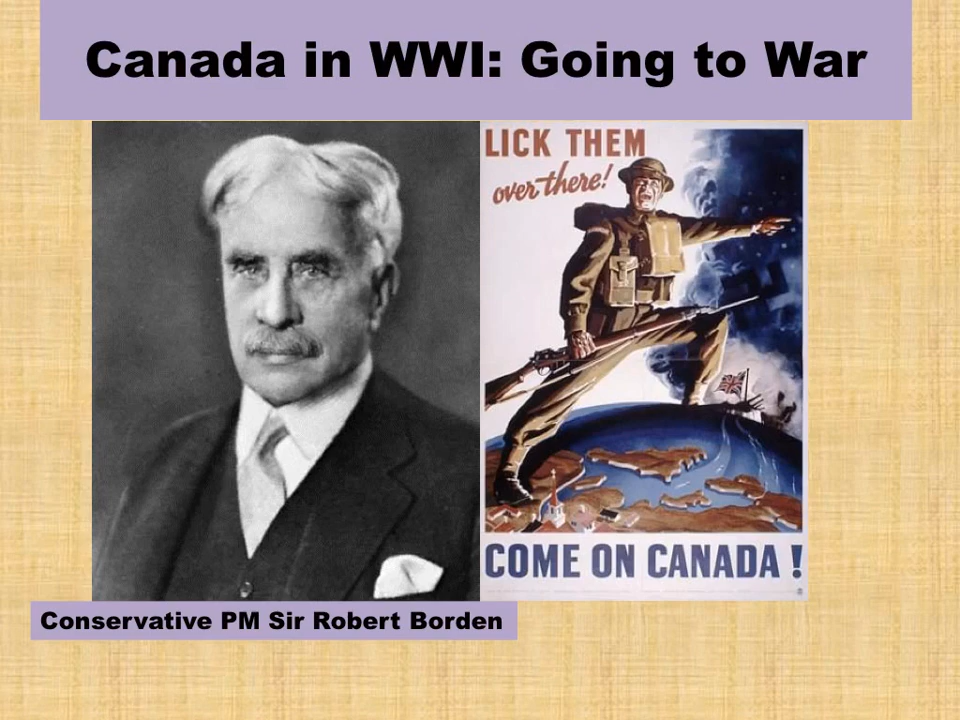 Canada in WWI: Going to War
LICK THEM
over there!
COME ON CANADA !
Conservative PM Sir Robert Borden